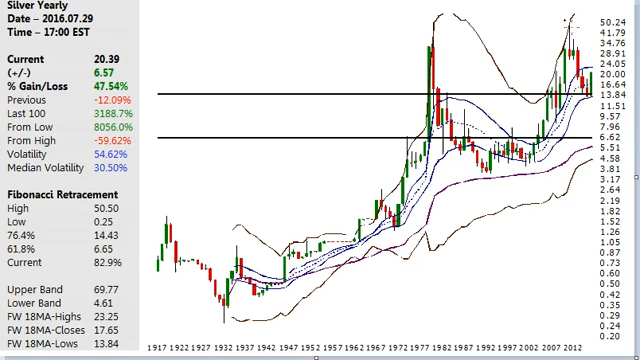 Silver Yearly
Date – 2016.07.29
Time – 17:00 EST
Current 20.39
(+/-) 6.57
% Gain/Loss 47.54%
Previous -12.09%
Last 100 3188.7%
From Low 8056.0%
From High -59.62%
Volatility 54.62%
Median Volatility 30.50%
Fibonacci Retracement
High 50.50
Low 0.25
76.4% 14.43
61.8% 6.65
Current 82.9%
Upper Band 69.77
Lower Band 4.61
FW 18MA-Highs 23.25
FW 18MA-Closes 17.65
FW 18MA-Lows 13.84
50.24
41.79
34.76
28.91
24.05
20.00
16.64
13.84
11.51
9.57
7.96
6.62
5.51
4.58
3.81
3.17
2.64
2.19
1.82
1.52
1.26
1.05
0.87
0.73
0.60
0.50
0.42
0.35
0.29
0.24
0.20
1917 1922 1927 1932 1937 1942 1947 1952 1957 1962 1967 1972 1977 1982 1987 1992 1997 2002 2007 2012